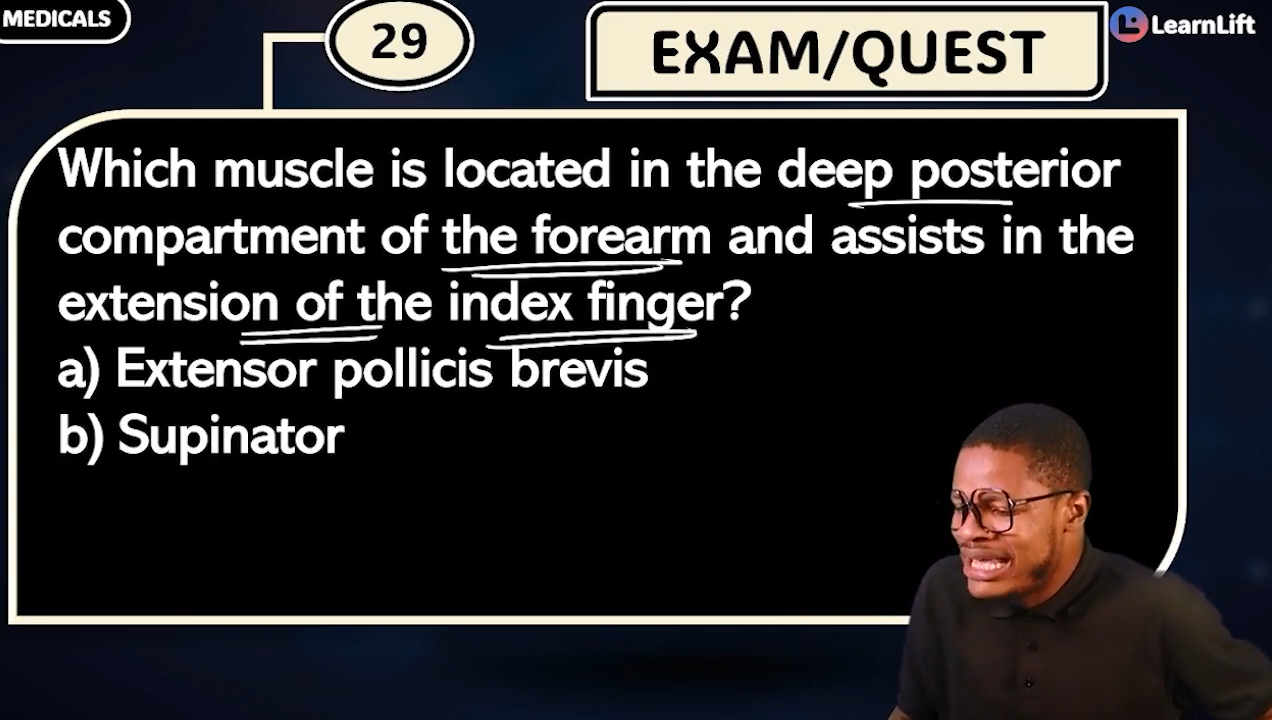 MEDICALS
29
EXAM/QUEST
LearnLift
Which muscle is located in the deep posterior
compartment of the forearm and assists in the
extension of the index finger?
a) Extensor pollicis brevis
b) Supinator